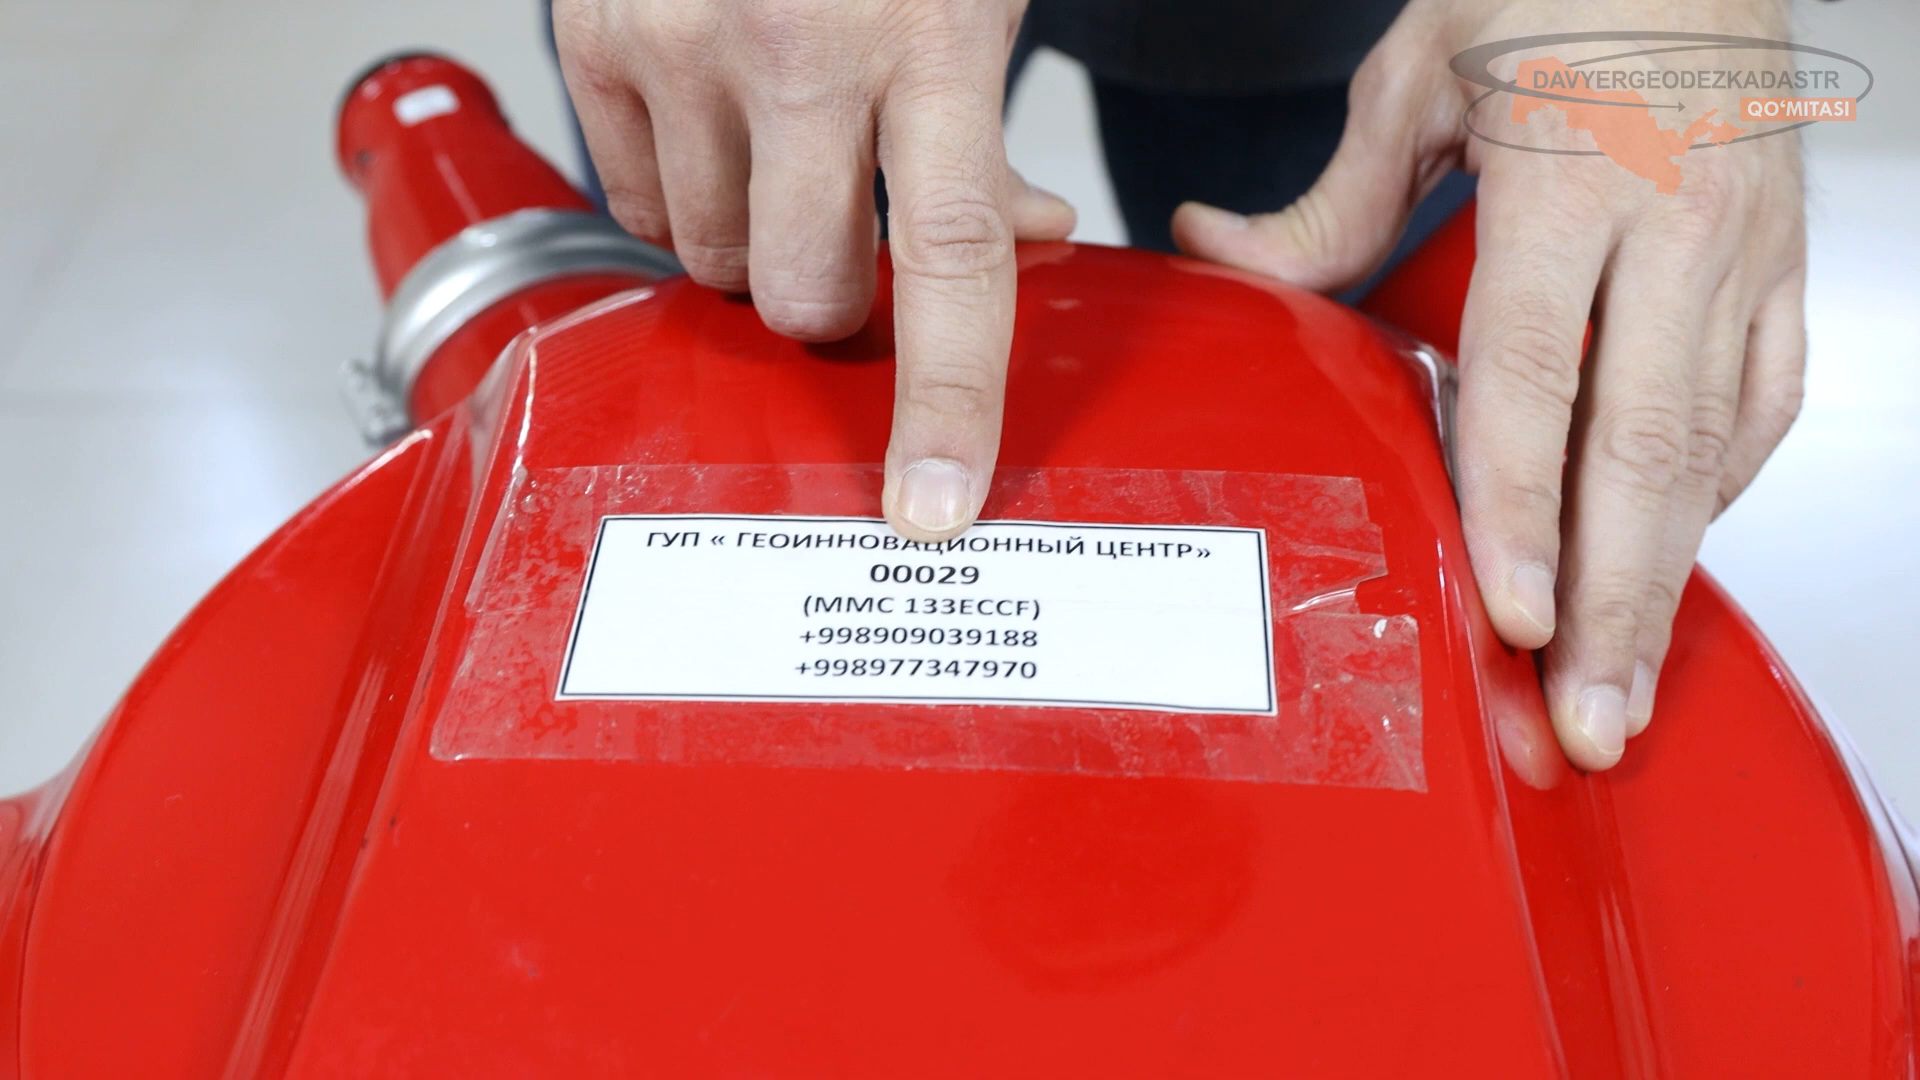 DAVYERGEODEZKADASTR
QO‘MITASI
ГУП « ГЕОИННОВАЦИОННЫЙ ЦЕНТР»
00029
(MMC 133ECCF)
+998909039188
+998977347970